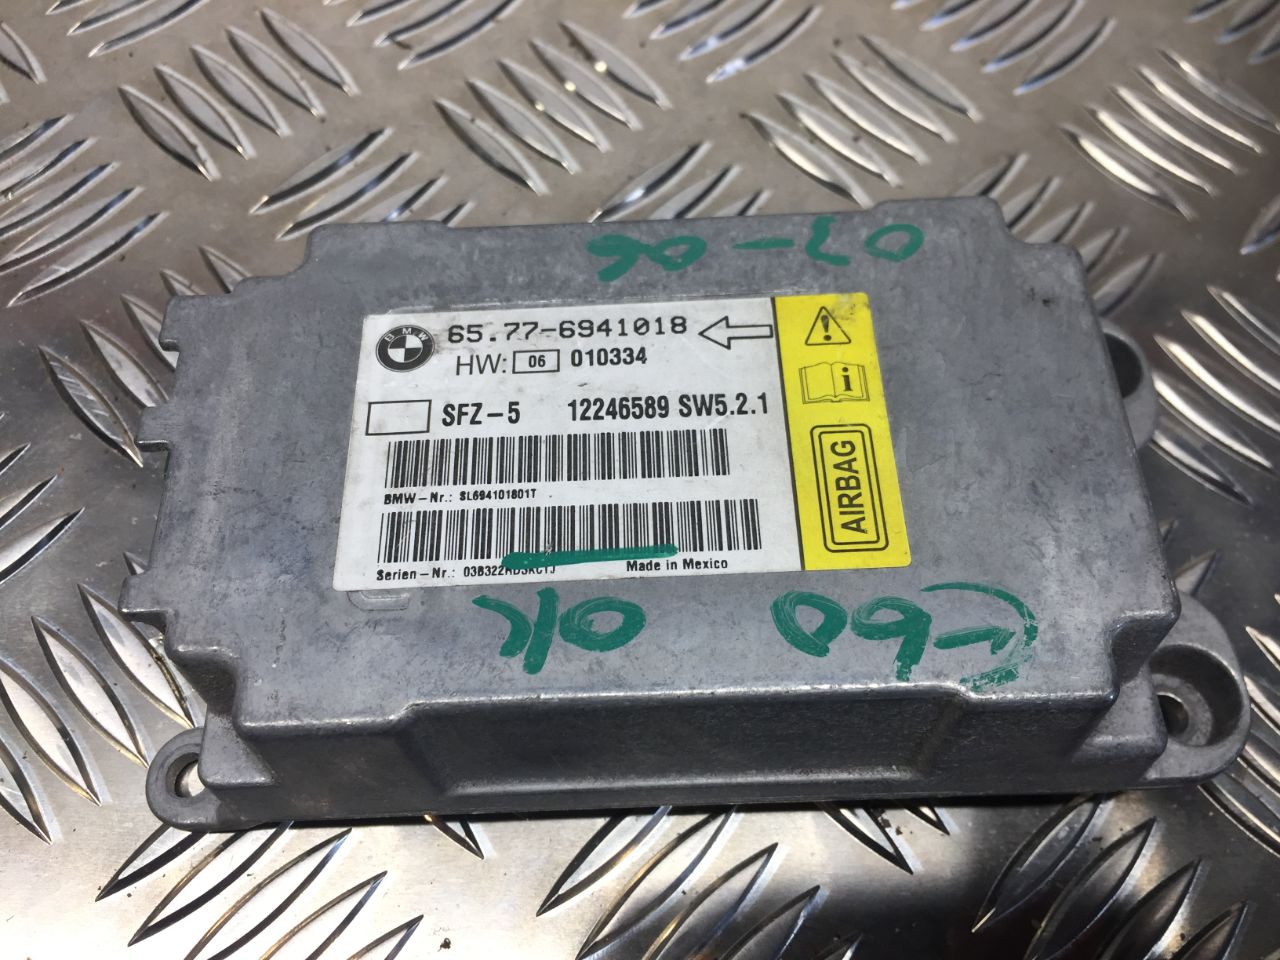 07-06
BMW
65.77-6941018
HW: 06 010334
SFZ-5 12246589 SW5.2.1
BMW-Nr.: SL694101801T
Serien-Nr.: Made in Mexico
AIRBAG
E60 OK